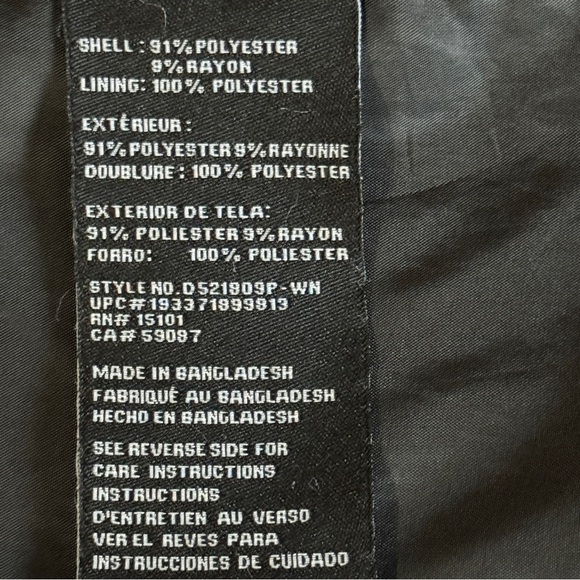 SHELL : 91% POLYESTER
9% RAYON
LINING: 100% POLYESTER
EXTÉRIEUR :
91% POLYESTER 9% RAYONNE
DOUBLURE : 100% POLYESTER
EXTERIOR DE TELA:
91% POLIESTER 9% RAYON
FORRO: 100% POLIESTER
STYLE NO. D521809P-WN
UPC# 193371899813
RN# 15101
CA# 59087
MADE IN BANGLADESH
FABRIQUÉ AU BANGLADESH
HECHO EN BANGLADESH
SEE REVERSE SIDE FOR
CARE INSTRUCTIONS
INSTRUCTIONS
D'ENTRETIEN AU VERSO
VER EL REVES PARA
INSTRUCCIONES DE CUIDADO